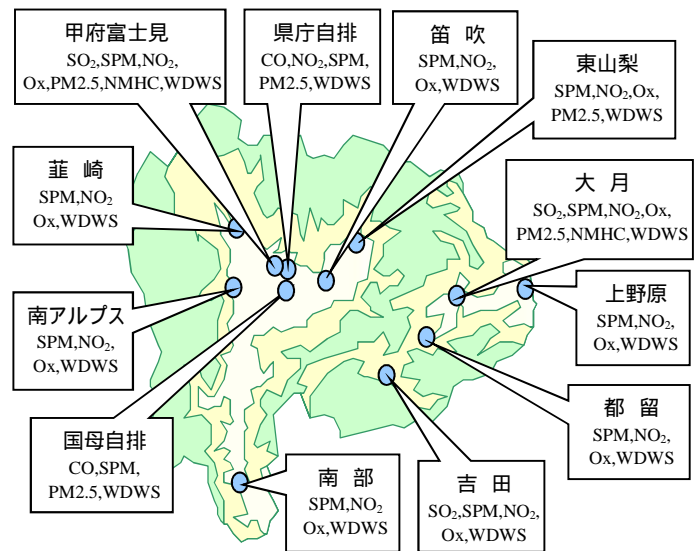 甲府富士見
SO₂,SPM,NO₂,
Ox,PM2.5,NMHC,WDWS
県庁自排
CO,NO₂,SPM,
PM2.5,WDWS
笛 吹
SPM,NO₂,
Ox,WDWS
東山梨
SPM,NO₂,Ox,
PM2.5,WDWS
韮 崎
SPM,NO₂
Ox,WDWS
大 月
SO₂,SPM,NO₂,Ox,
PM2.5,NMHC,WDWS
南アルプス
SPM,NO₂,
Ox,WDWS
上野原
SPM,NO₂,
Ox,WDWS
国母自排
CO,SPM,
PM2.5,WDWS
都 留
SPM,NO₂,
Ox,WDWS
南 部
SPM,NO₂
Ox,WDWS
吉 田
SO₂,SPM,NO₂,
Ox,WDWS